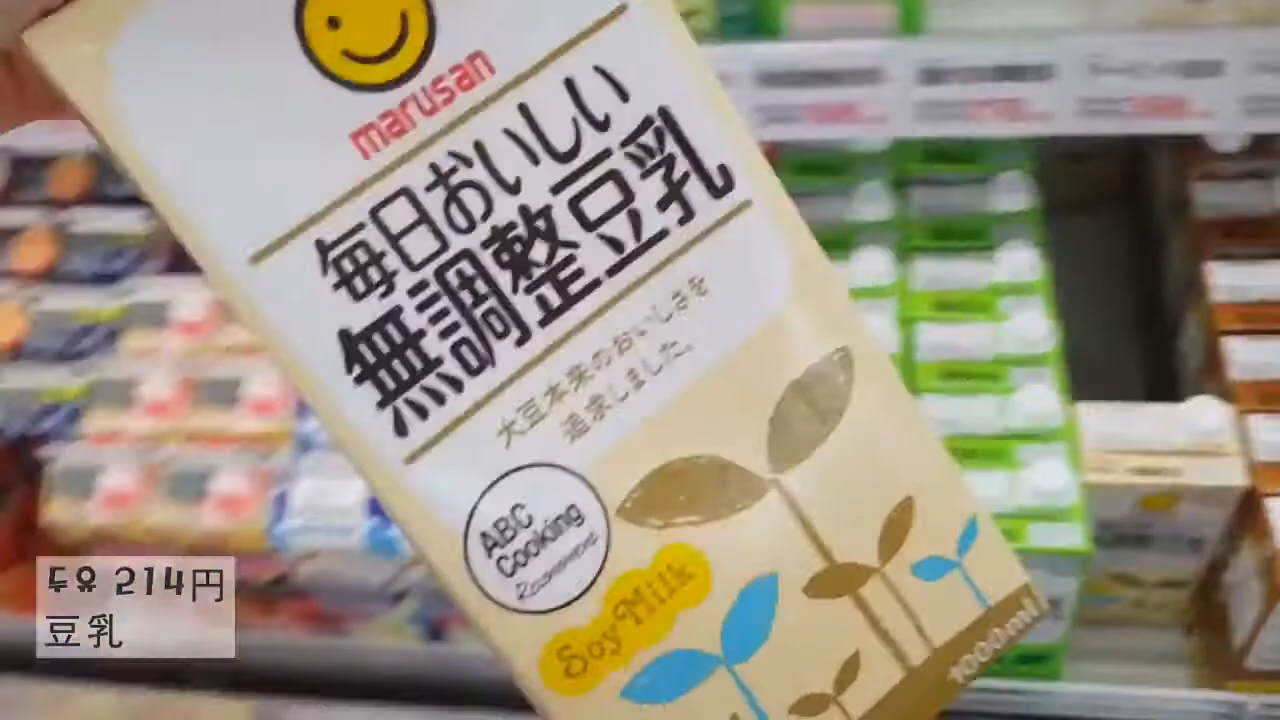 marusan
毎日おいしい
無調整豆乳
大豆本来のおいしさを
追求しました。
ABC
Cooking
Recommend
Soy Milk
1000ml
두유 214円
豆乳